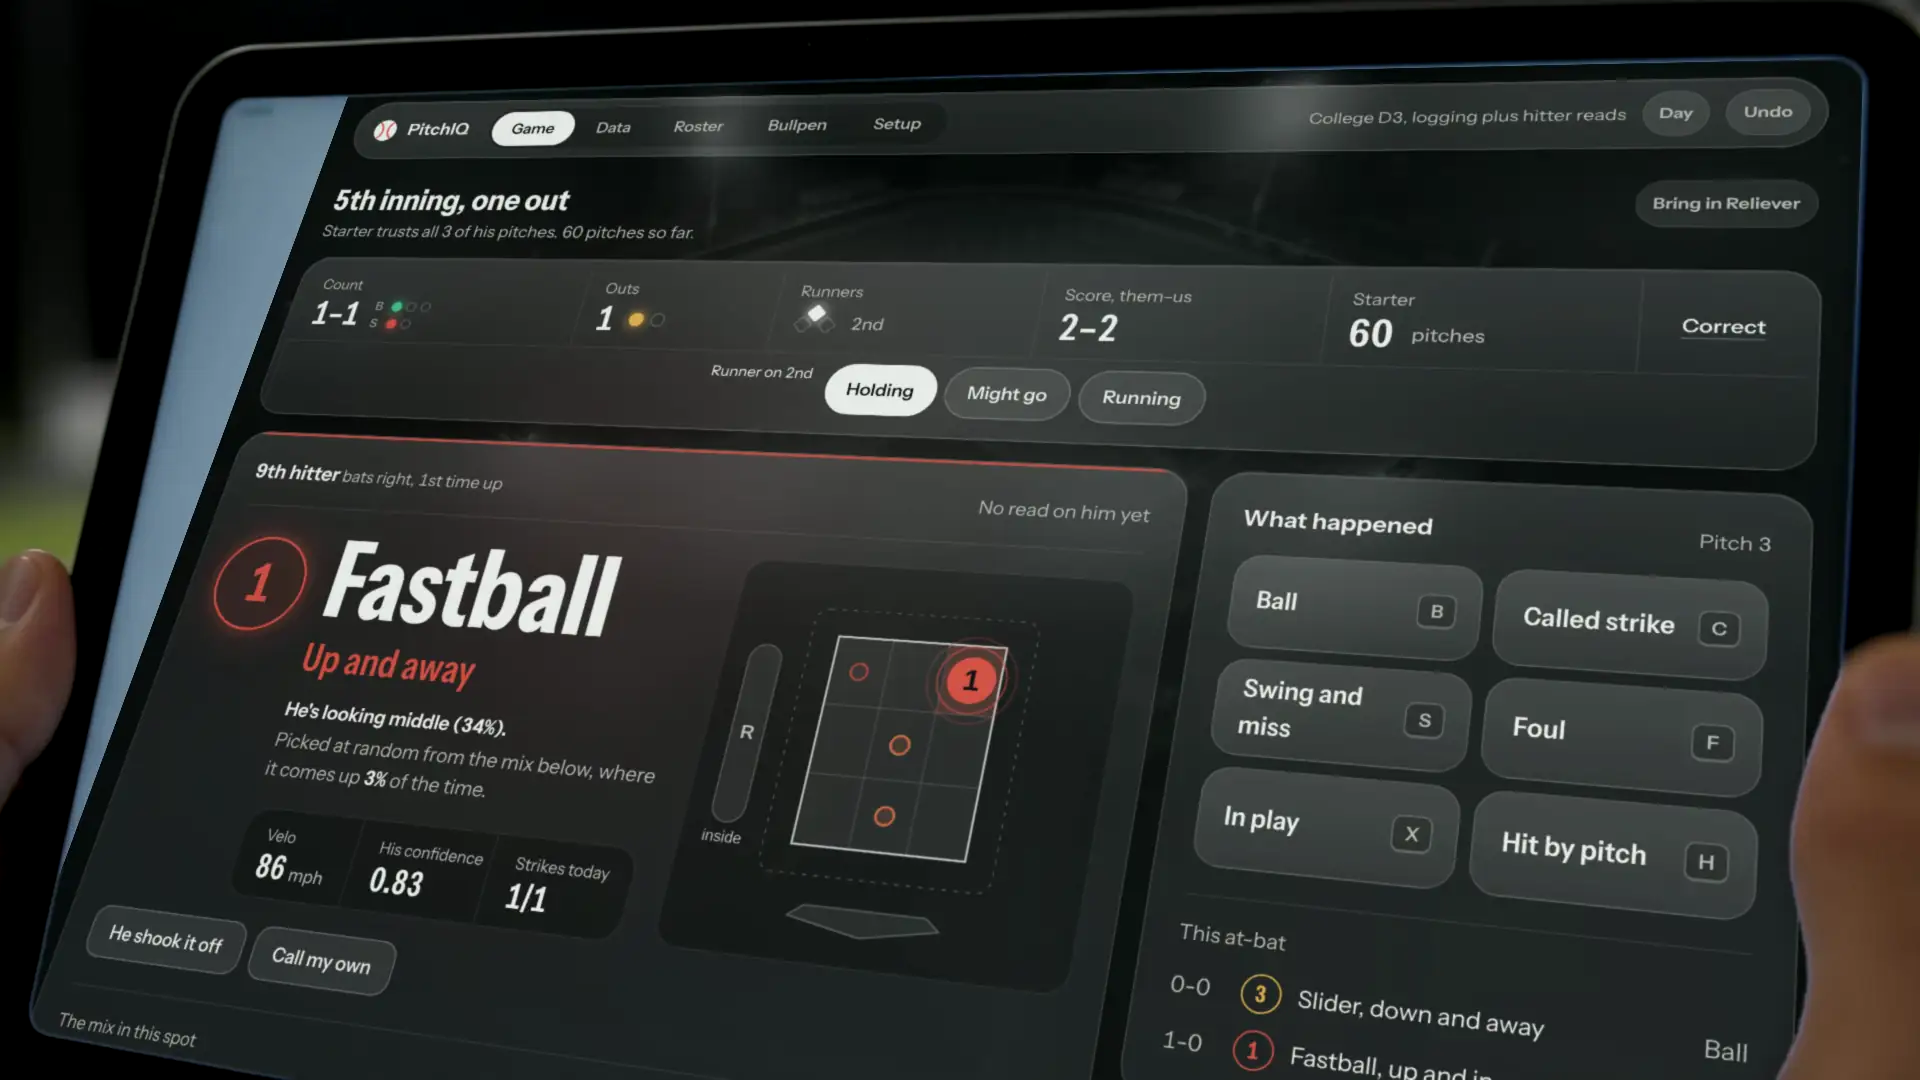 PitchIQ
Game
Data
Roster
Bullpen
Setup
College D3, logging plus hitter reads
Day
Undo
5th inning, one out
Starter trusts all 3 of his pitches. 60 pitches so far.
Bring in Reliever
Count
1–1
B
S
Outs
1
Runners
2nd
Score, them–us
2–2
Starter
60 pitches
Correct
Runner on 2nd
Holding
Might go
Running
9th hitter bats right, 1st time up
No read on him yet
1
Fastball
Up and away
He's looking middle (34%).
Picked at random from the mix below, where
it comes up 3% of the time.
Velo
86 mph
His confidence
0.83
Strikes today
1/1
He shook it off
Call my own
The mix in this spot
R
inside
1
What happened
Pitch 3
Ball
B
Called strike
C
Swing and
miss
S
Foul
F
In play
X
Hit by pitch
H
This at-bat
0-0
3
Slider, down and away
Ball
1-0
1
Fastball, up and in